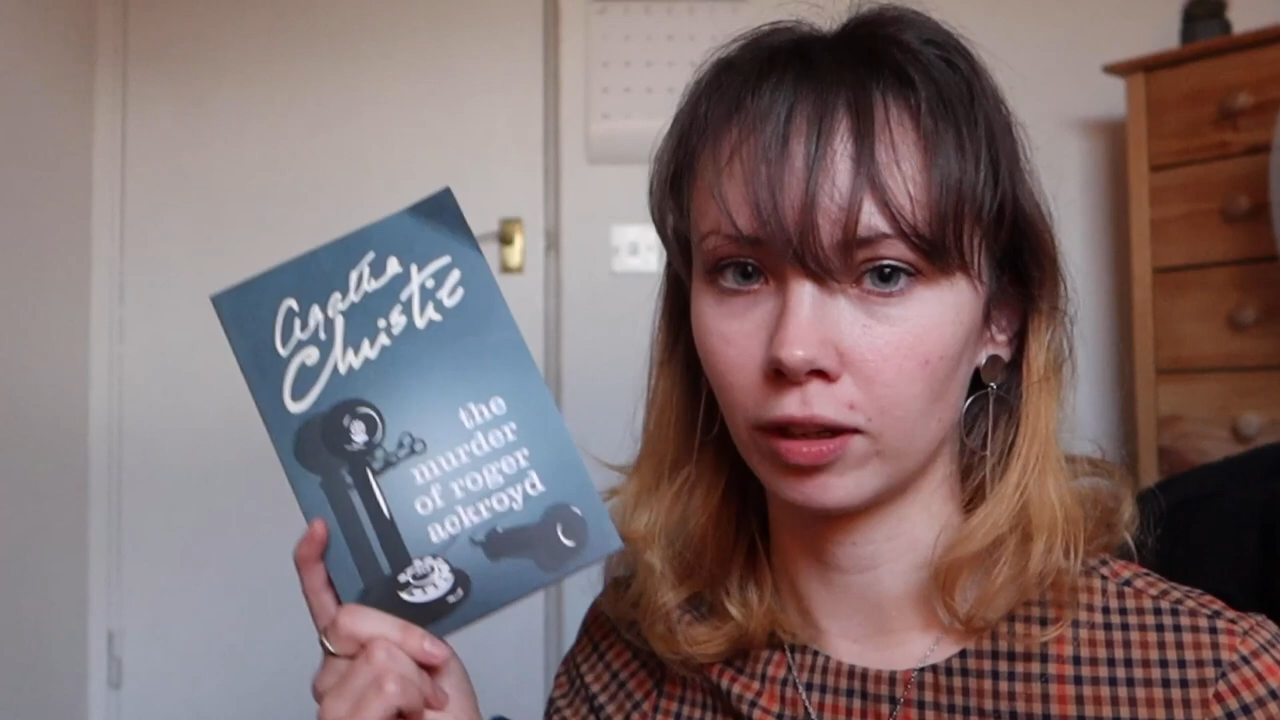 Agatha
Christie
the
murder
of roger
ackroyd